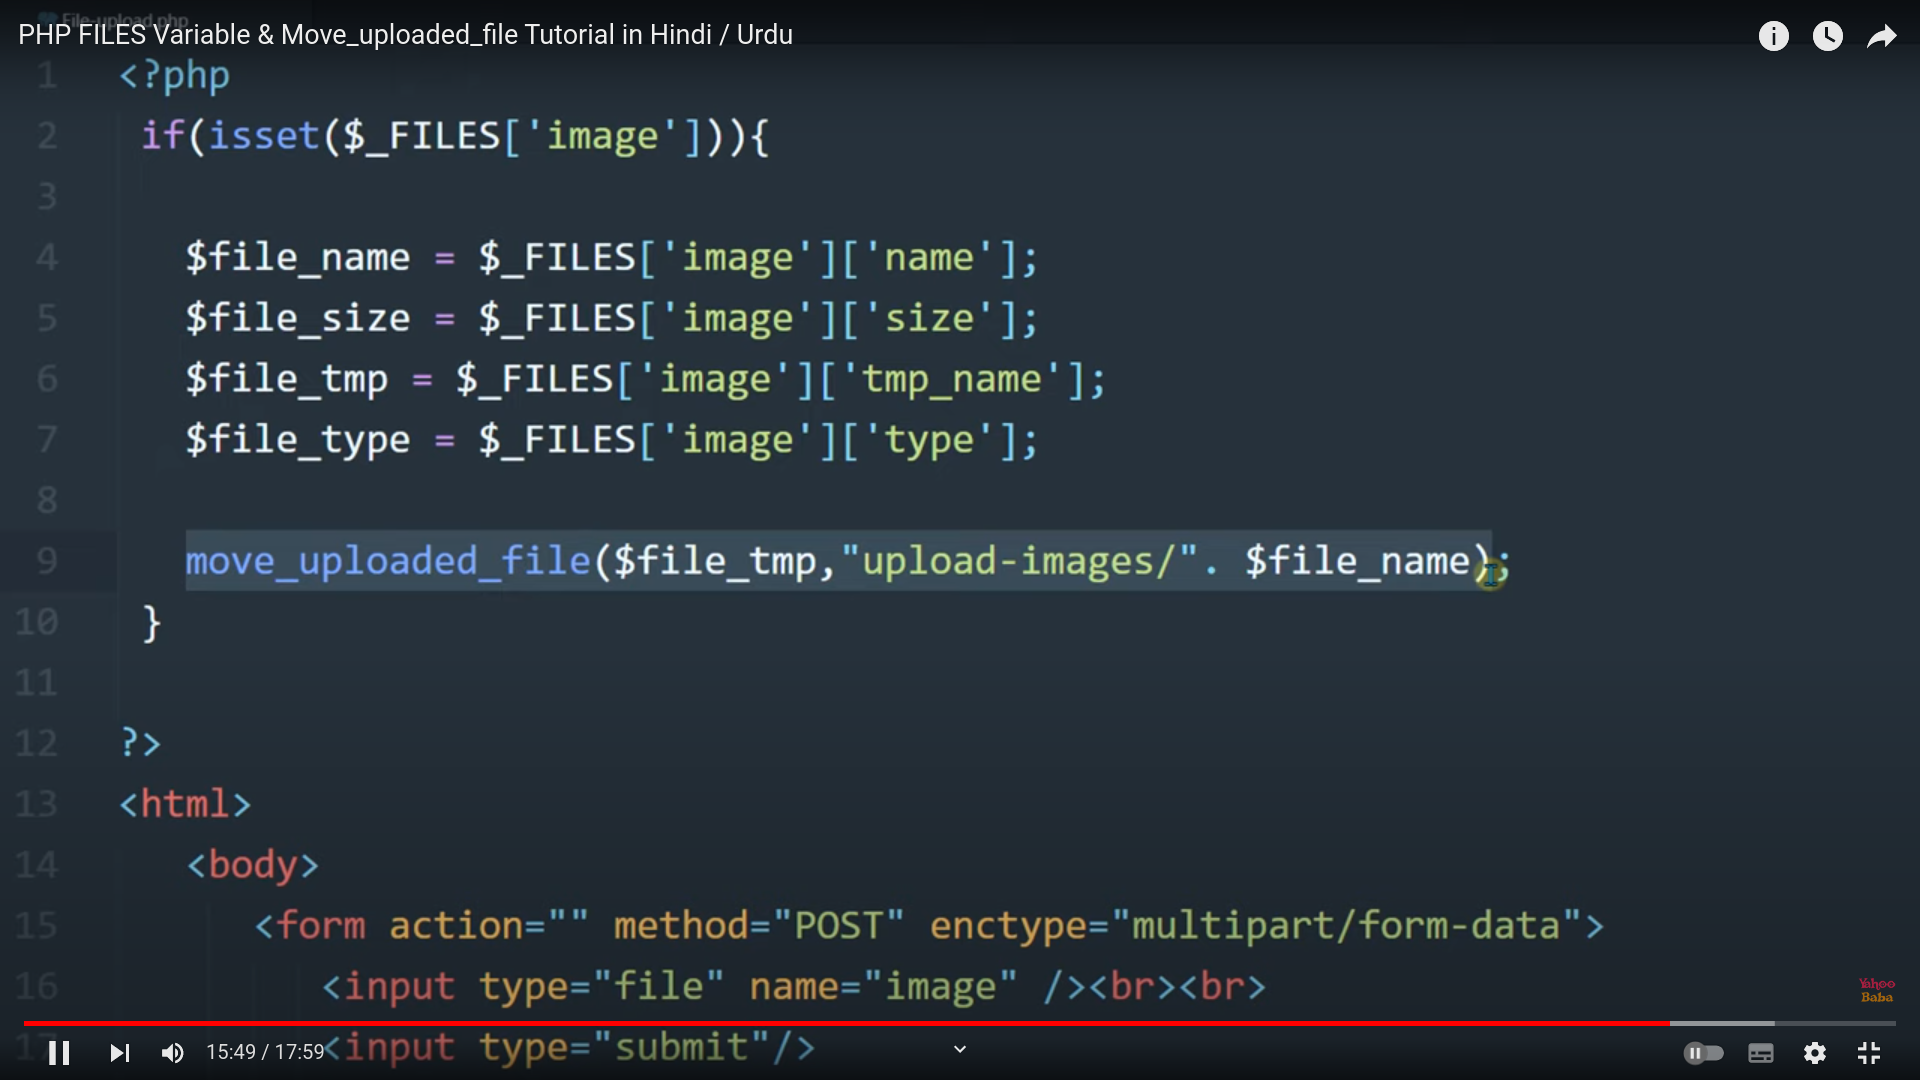 File-upload.php
PHP FILES Variable & Move_uploaded_file Tutorial in Hindi / Urdu
1 <?php
2 if(isset($_FILES['image'])){
3
4 $file_name = $_FILES['image']['name'];
5 $file_size = $_FILES['image']['size'];
6 $file_tmp = $_FILES['image']['tmp_name'];
7 $file_type = $_FILES['image']['type'];
8
9 move_uploaded_file($file_tmp,"upload-images/". $file_name);
10 }
11
12 ?>
13 <html>
14 <body>
15 <form action="" method="POST" enctype="multipart/form-data">
16 <input type="file" name="image" /><br><br>
17 <input type="submit"/>
Yahoo
Baba
15:49 / 17:59